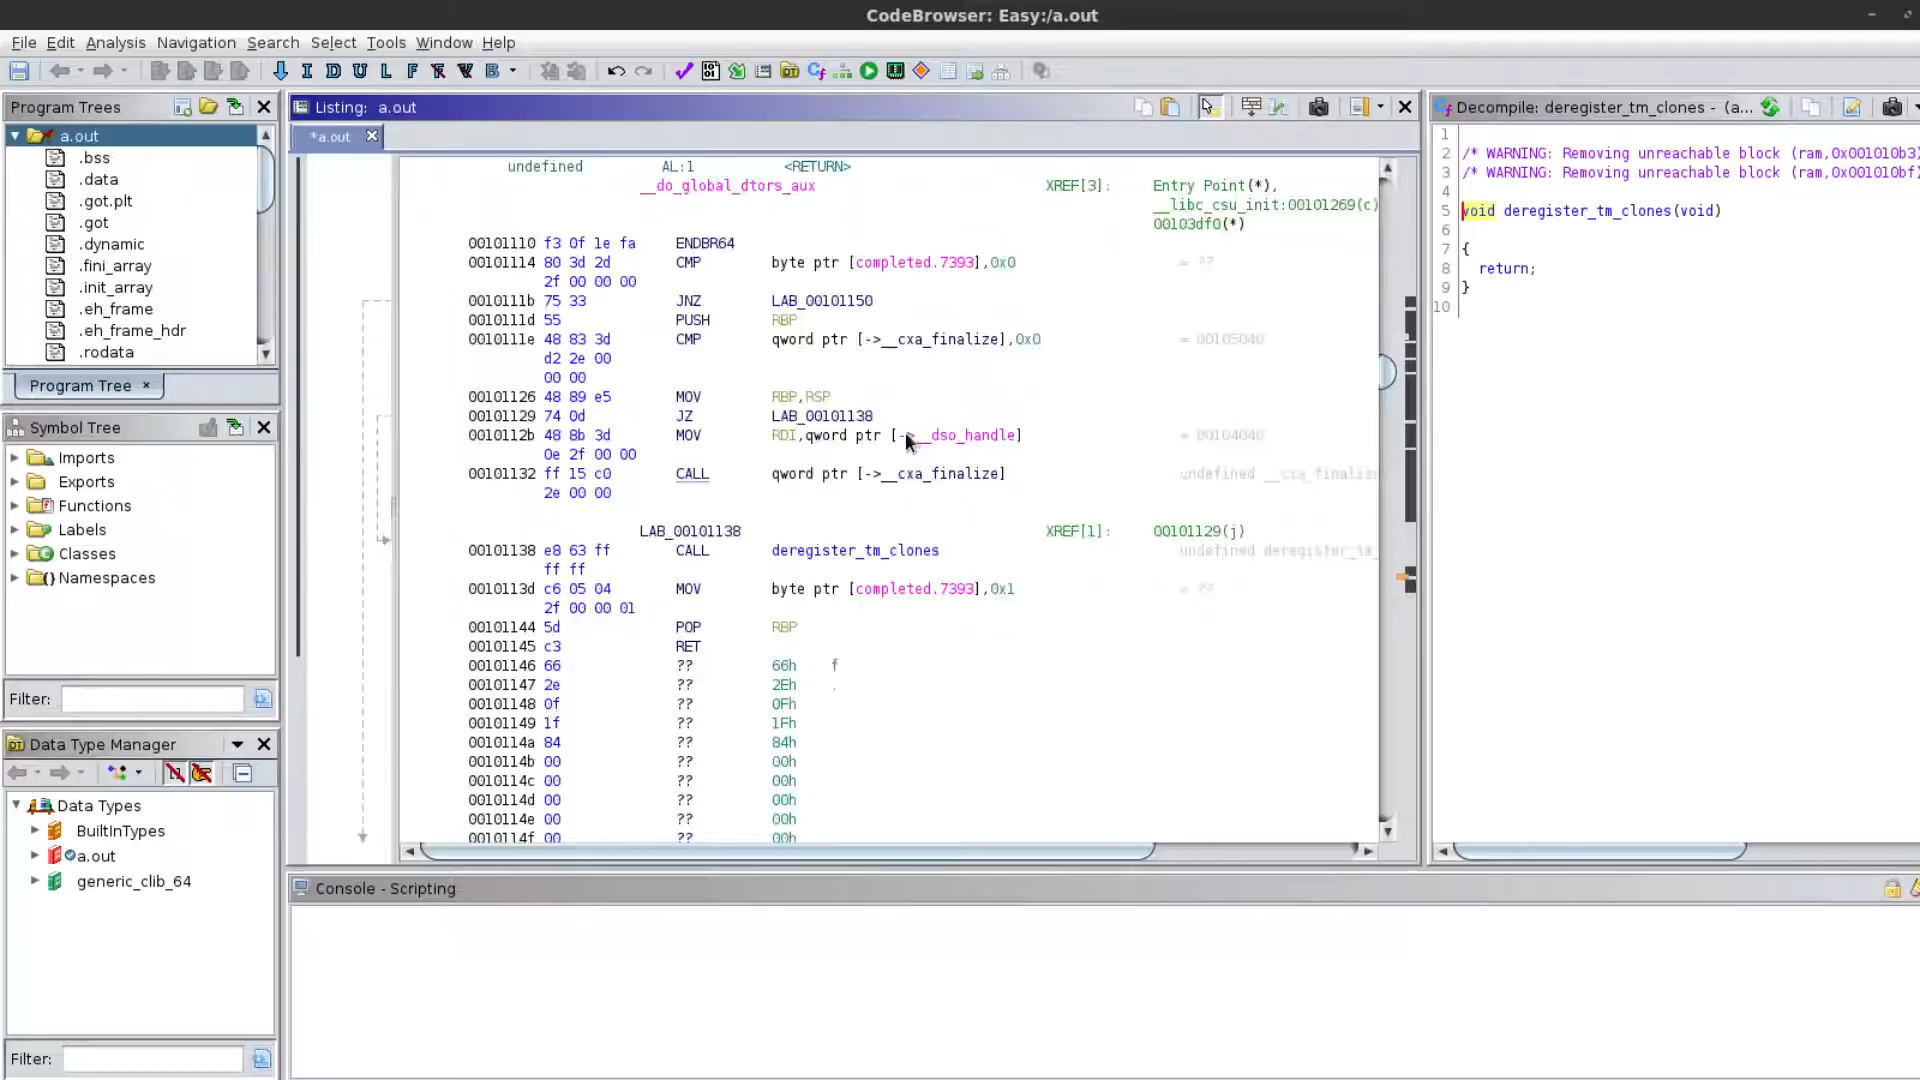 CodeBrowser: Easy:/a.out
File Edit Analysis Navigation Search Select Tools Window Help
I D U L F B
Program Trees
a.out
.bss
.data
.got.plt
.got
.dynamic
.fini_array
.init_array
.eh_frame
.eh_frame_hdr
.rodata
Program Tree ×
Symbol Tree
Imports
Exports
Functions
Labels
Classes
Namespaces
Filter:
Data Type Manager
Data Types
BuiltInTypes
a.out
generic_clib_64
Filter:
Listing: a.out
*a.out
undefined AL:1 <RETURN>
__do_global_dtors_aux XREF[3]: Entry Point(*),
__libc_csu_init:00101269(c)
00103df0(*)
00101110 f3 0f 1e fa ENDBR64
00101114 80 3d 2d CMP byte ptr [completed.7393],0x0 = ??
2f 00 00 00
0010111b 75 33 JNZ LAB_00101150
0010111d 55 PUSH RBP
0010111e 48 83 3d CMP qword ptr [->__cxa_finalize],0x0 = 00105040
d2 2e 00
00 00
00101126 48 89 e5 MOV RBP,RSP
00101129 74 0d JZ LAB_00101138
0010112b 48 8b 3d MOV RDI,qword ptr [->__dso_handle] = 00104040
0e 2f 00 00
00101132 ff 15 c0 CALL qword ptr [->__cxa_finalize] undefined __cxa_finaliz
2e 00 00
LAB_00101138 XREF[1]: 00101129(j)
00101138 e8 63 ff CALL deregister_tm_clones undefined deregister_tm_
ff ff
0010113d c6 05 04 MOV byte ptr [completed.7393],0x1 = ??
2f 00 00 01
00101144 5d POP RBP
00101145 c3 RET
00101146 66 ?? 66h f
00101147 2e ?? 2Eh .
00101148 0f ?? 0Fh
00101149 1f ?? 1Fh
0010114a 84 ?? 84h
0010114b 00 ?? 00h
0010114c 00 ?? 00h
0010114d 00 ?? 00h
0010114e 00 ?? 00h
0010114f 00 ?? 00h
Decompile: deregister_tm_clones - (a...
1
2 /* WARNING: Removing unreachable block (ram,0x001010b3)
3 /* WARNING: Removing unreachable block (ram,0x001010bf)
4
5 void deregister_tm_clones(void)
6
7 {
8 return;
9 }
10
Console - Scripting